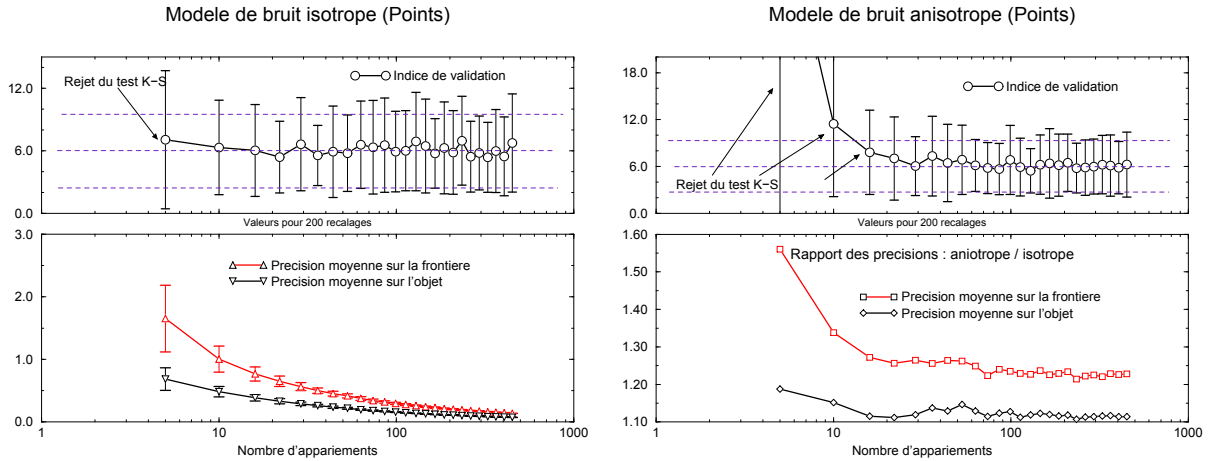 Modele de bruit isotrope (Points)
12.0
9.0
6.0
3.0
0.0
Rejet du test K−S
Indice de validation
Valeurs pour 200 recalages
3.0
2.0
1.0
0.0
Precision moyenne sur la frontiere
Precision moyenne sur l'objet
1
10
100
1000
Nombre d'appariements
Modele de bruit anisotrope (Points)
18.0
12.0
6.0
0.0
Indice de validation
Rejet du test K−S
Valeurs pour 200 recalages
1.60
1.50
1.40
1.30
1.20
1.10
Rapport des precisions : aniotrope / isotrope
Precision moyenne sur la frontiere
Precision moyenne sur l'objet
1
10
100
1000
Nombre d'appariements